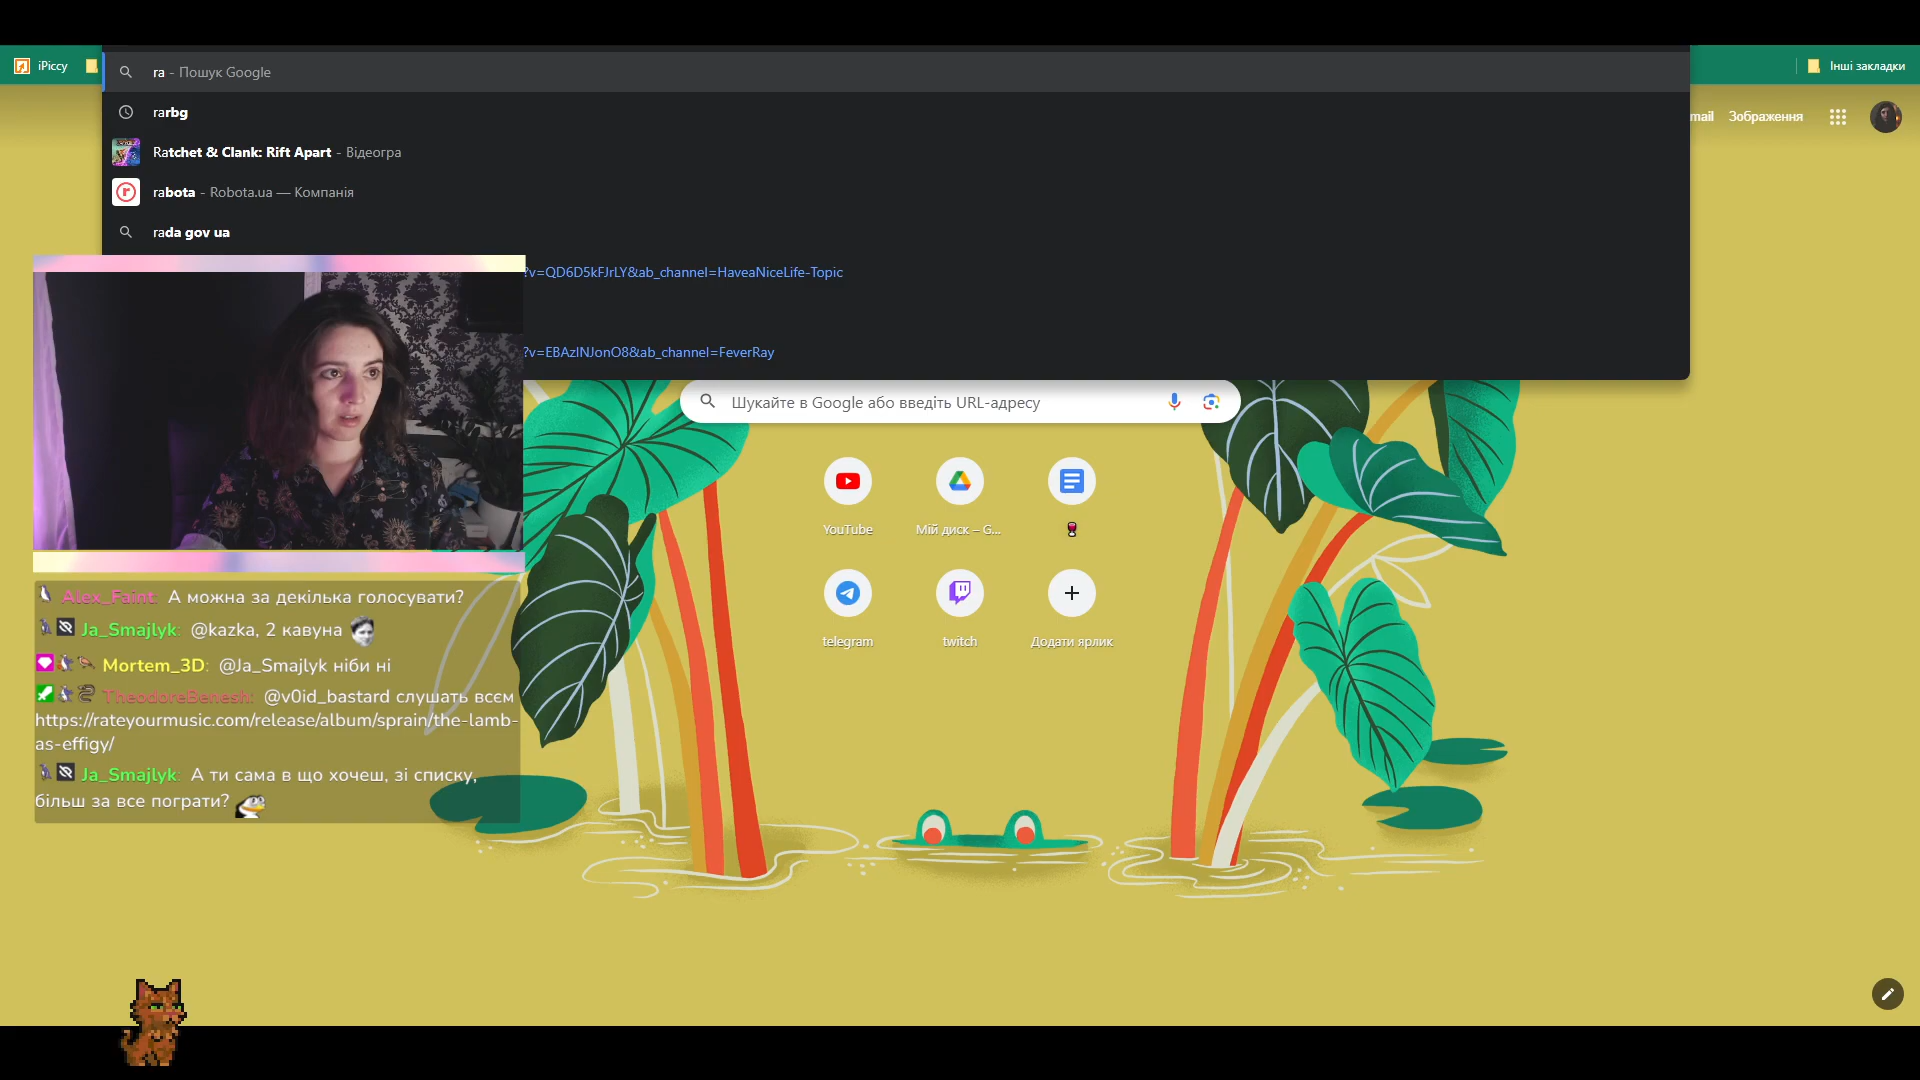 iPiccy
ra - Пошук Google
Інші закладки
rarbg
mail Зображення
Ratchet & Clank: Rift Apart - Відеогра
rabota - Robota.ua — Компанія
rada gov ua
?v=QD6D5kFJrLY&ab_channel=HaveaNiceLife-Topic
?v=EBAzlNJonO8&ab_channel=FeverRay
Шукайте в Google або введіть URL-адресу
YouTube
Мій диск – G...
telegram
twitch
Додати ярлик
Alex_Faint: А можна за декілька голосувати?
Ja_Smajlyk: @kazka, 2 кавуна
Mortem_3D: @Ja_Smajlyk ніби ні
TheodoreBenesh: @v0id_bastard слушать всєм
https://rateyourmusic.com/release/album/sprain/the-lamb-
as-effigy/
Ja_Smajlyk: А ти сама в що хочеш, зі списку,
більш за все пограти?